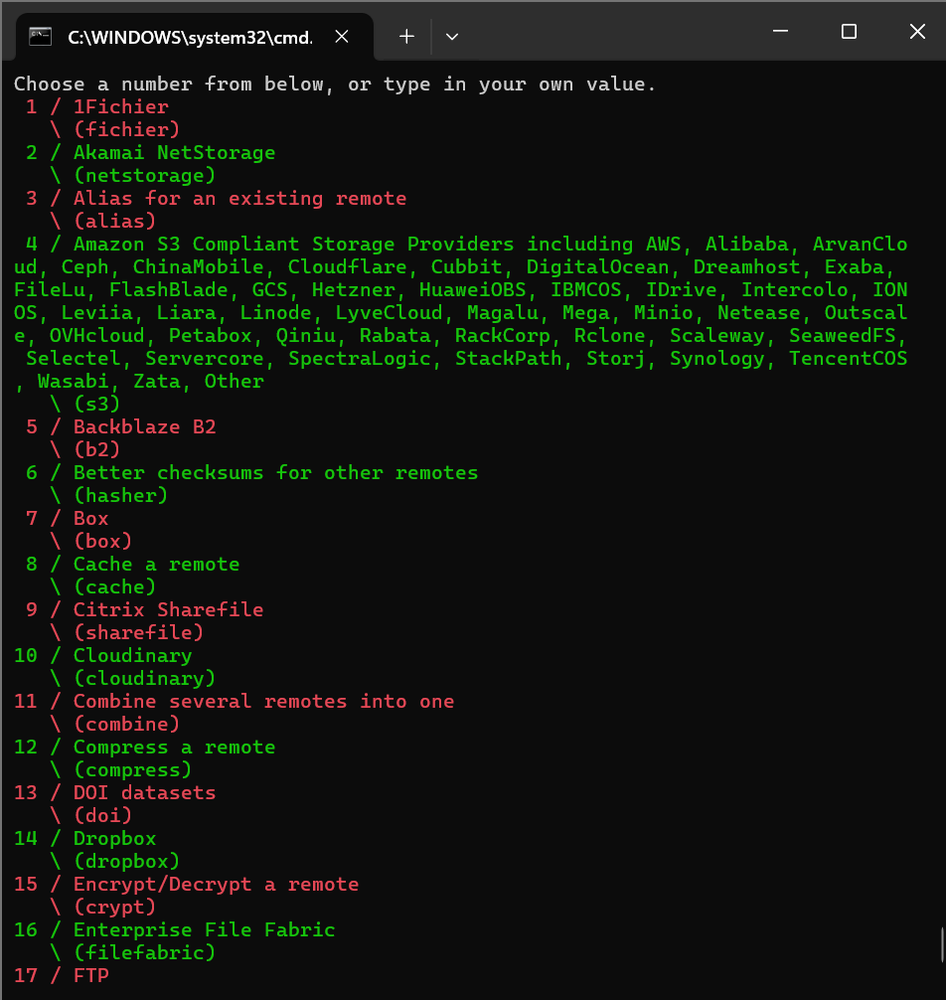 C:\WINDOWS\system32\cmd.
Choose a number from below, or type in your own value.
1 / 1Fichier
\ (fichier)
2 / Akamai NetStorage
\ (netstorage)
3 / Alias for an existing remote
\ (alias)
4 / Amazon S3 Compliant Storage Providers including AWS, Alibaba, ArvanClo
ud, Ceph, ChinaMobile, Cloudflare, Cubbit, DigitalOcean, Dreamhost, Exaba,
FileLu, FlashBlade, GCS, Hetzner, HuaweiOBS, IBMCOS, IDrive, Intercolo, ION
OS, Leviia, Liara, Linode, LyveCloud, Magalu, Mega, Minio, Netease, Outscal
e, OVHcloud, Petabox, Qiniu, Rabata, RackCorp, Rclone, Scaleway, SeaweedFS,
Selectel, Servercore, SpectraLogic, StackPath, Storj, Synology, TencentCOS
, Wasabi, Zata, Other
\ (s3)
5 / Backblaze B2
\ (b2)
6 / Better checksums for other remotes
\ (hasher)
7 / Box
\ (box)
8 / Cache a remote
\ (cache)
9 / Citrix Sharefile
\ (sharefile)
10 / Cloudinary
\ (cloudinary)
11 / Combine several remotes into one
\ (combine)
12 / Compress a remote
\ (compress)
13 / DOI datasets
\ (doi)
14 / Dropbox
\ (dropbox)
15 / Encrypt/Decrypt a remote
\ (crypt)
16 / Enterprise File Fabric
\ (filefabric)
17 / FTP